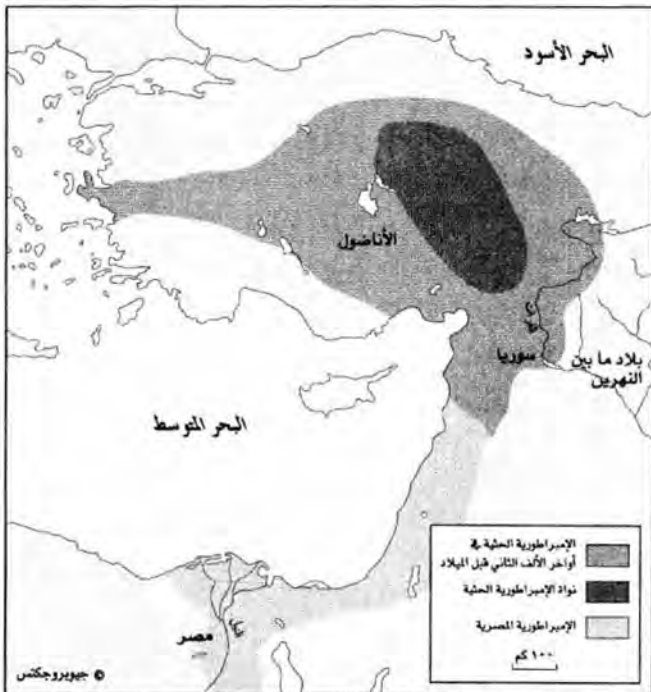 البحر الأسود
الأناضول
سوريا
بلاد ما بين
النهرين
البحر المتوسط
مصر
الإمبراطورية الحثية في
أواخر الألف الثاني قبل الميلاد
نواة الإمبراطورية الحثية
الإمبراطورية المصرية
١٠٠ كم
© جيوبروجكتس